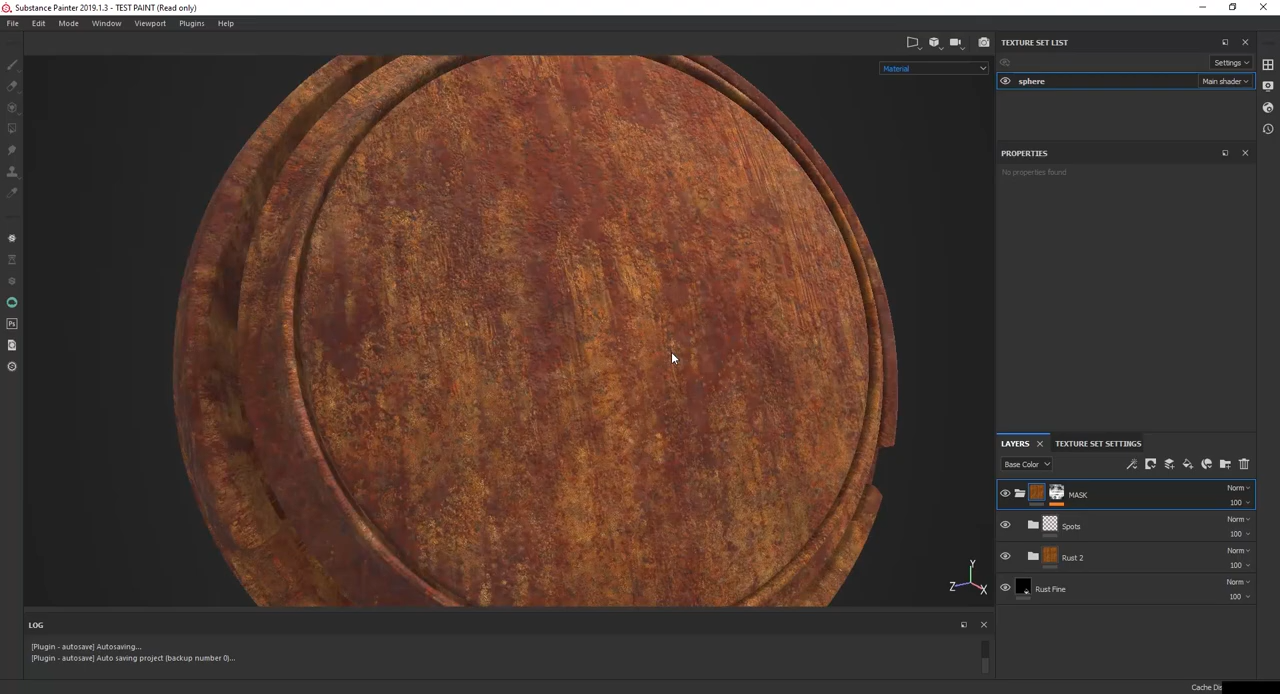 Substance Painter 2019.1.3 - TEST PAINT (Read only)
File Edit Mode Window Viewport Plugins Help
Material
TEXTURE SET LIST
Settings
sphere Main shader
PROPERTIES
No properties found
LAYERS TEXTURE SET SETTINGS
Base Color
MASK Norm 100
Spots Norm 100
Rust 2 Norm 100
Rust Fine Norm 100
Y
Z X
Ps
LOG
[Plugin - autosave] Autosaving...
[Plugin - autosave] Auto saving project (backup number 0)...
Cache